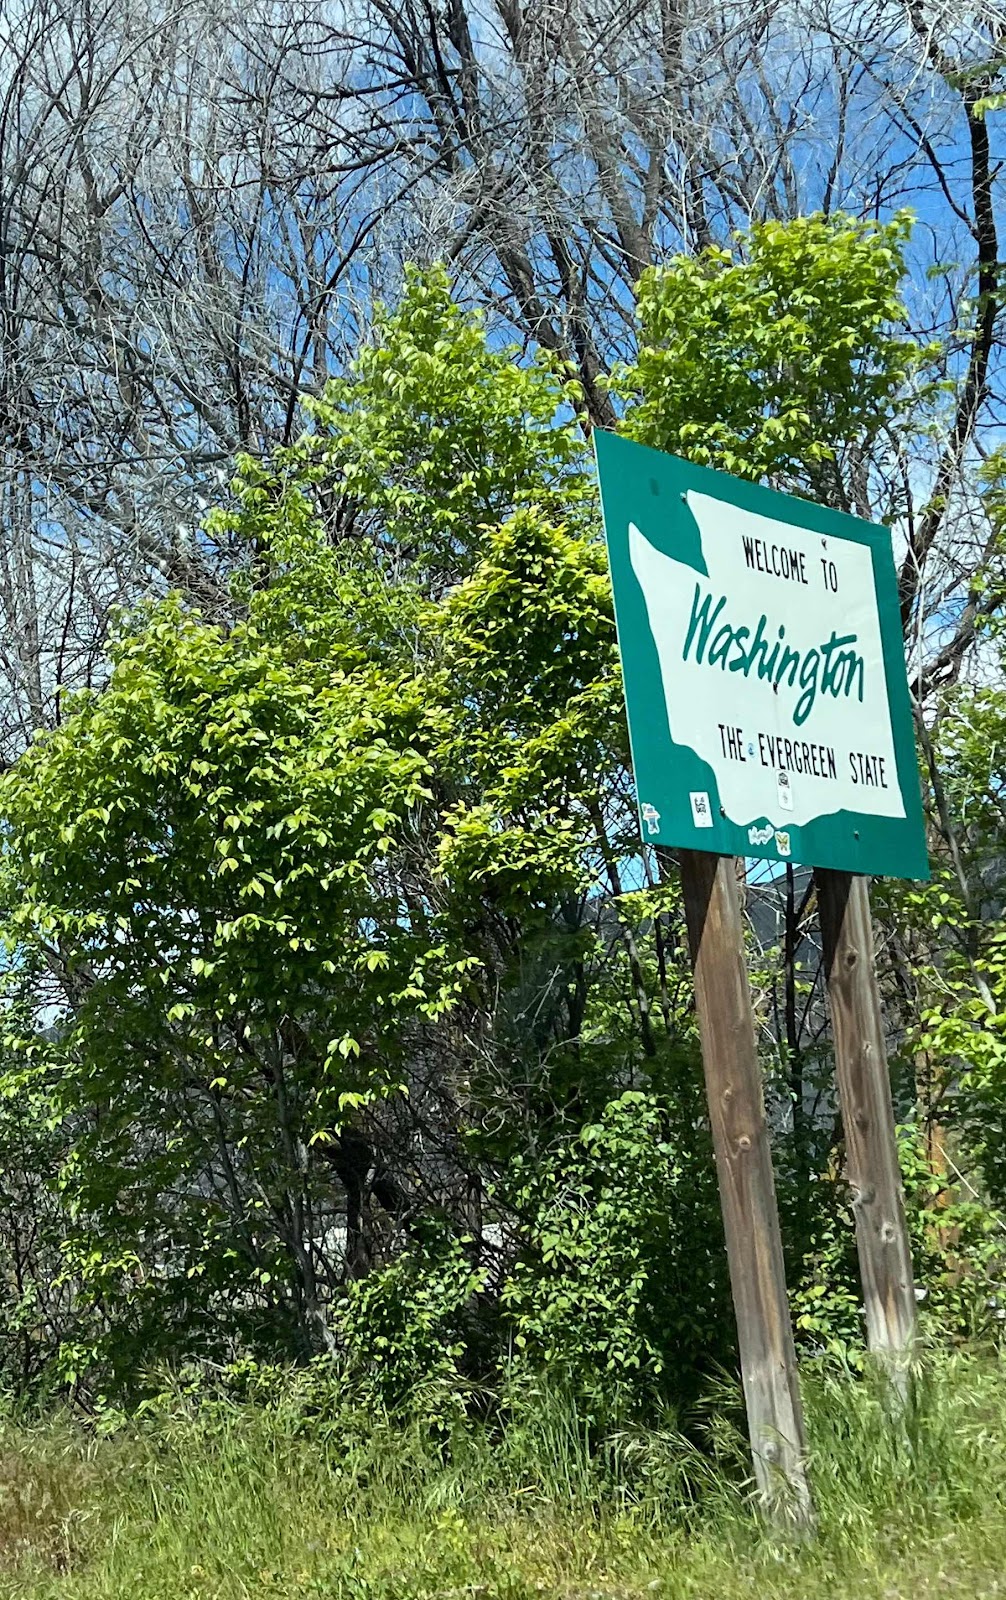 WELCOME TO
Washington
THE EVERGREEN STATE